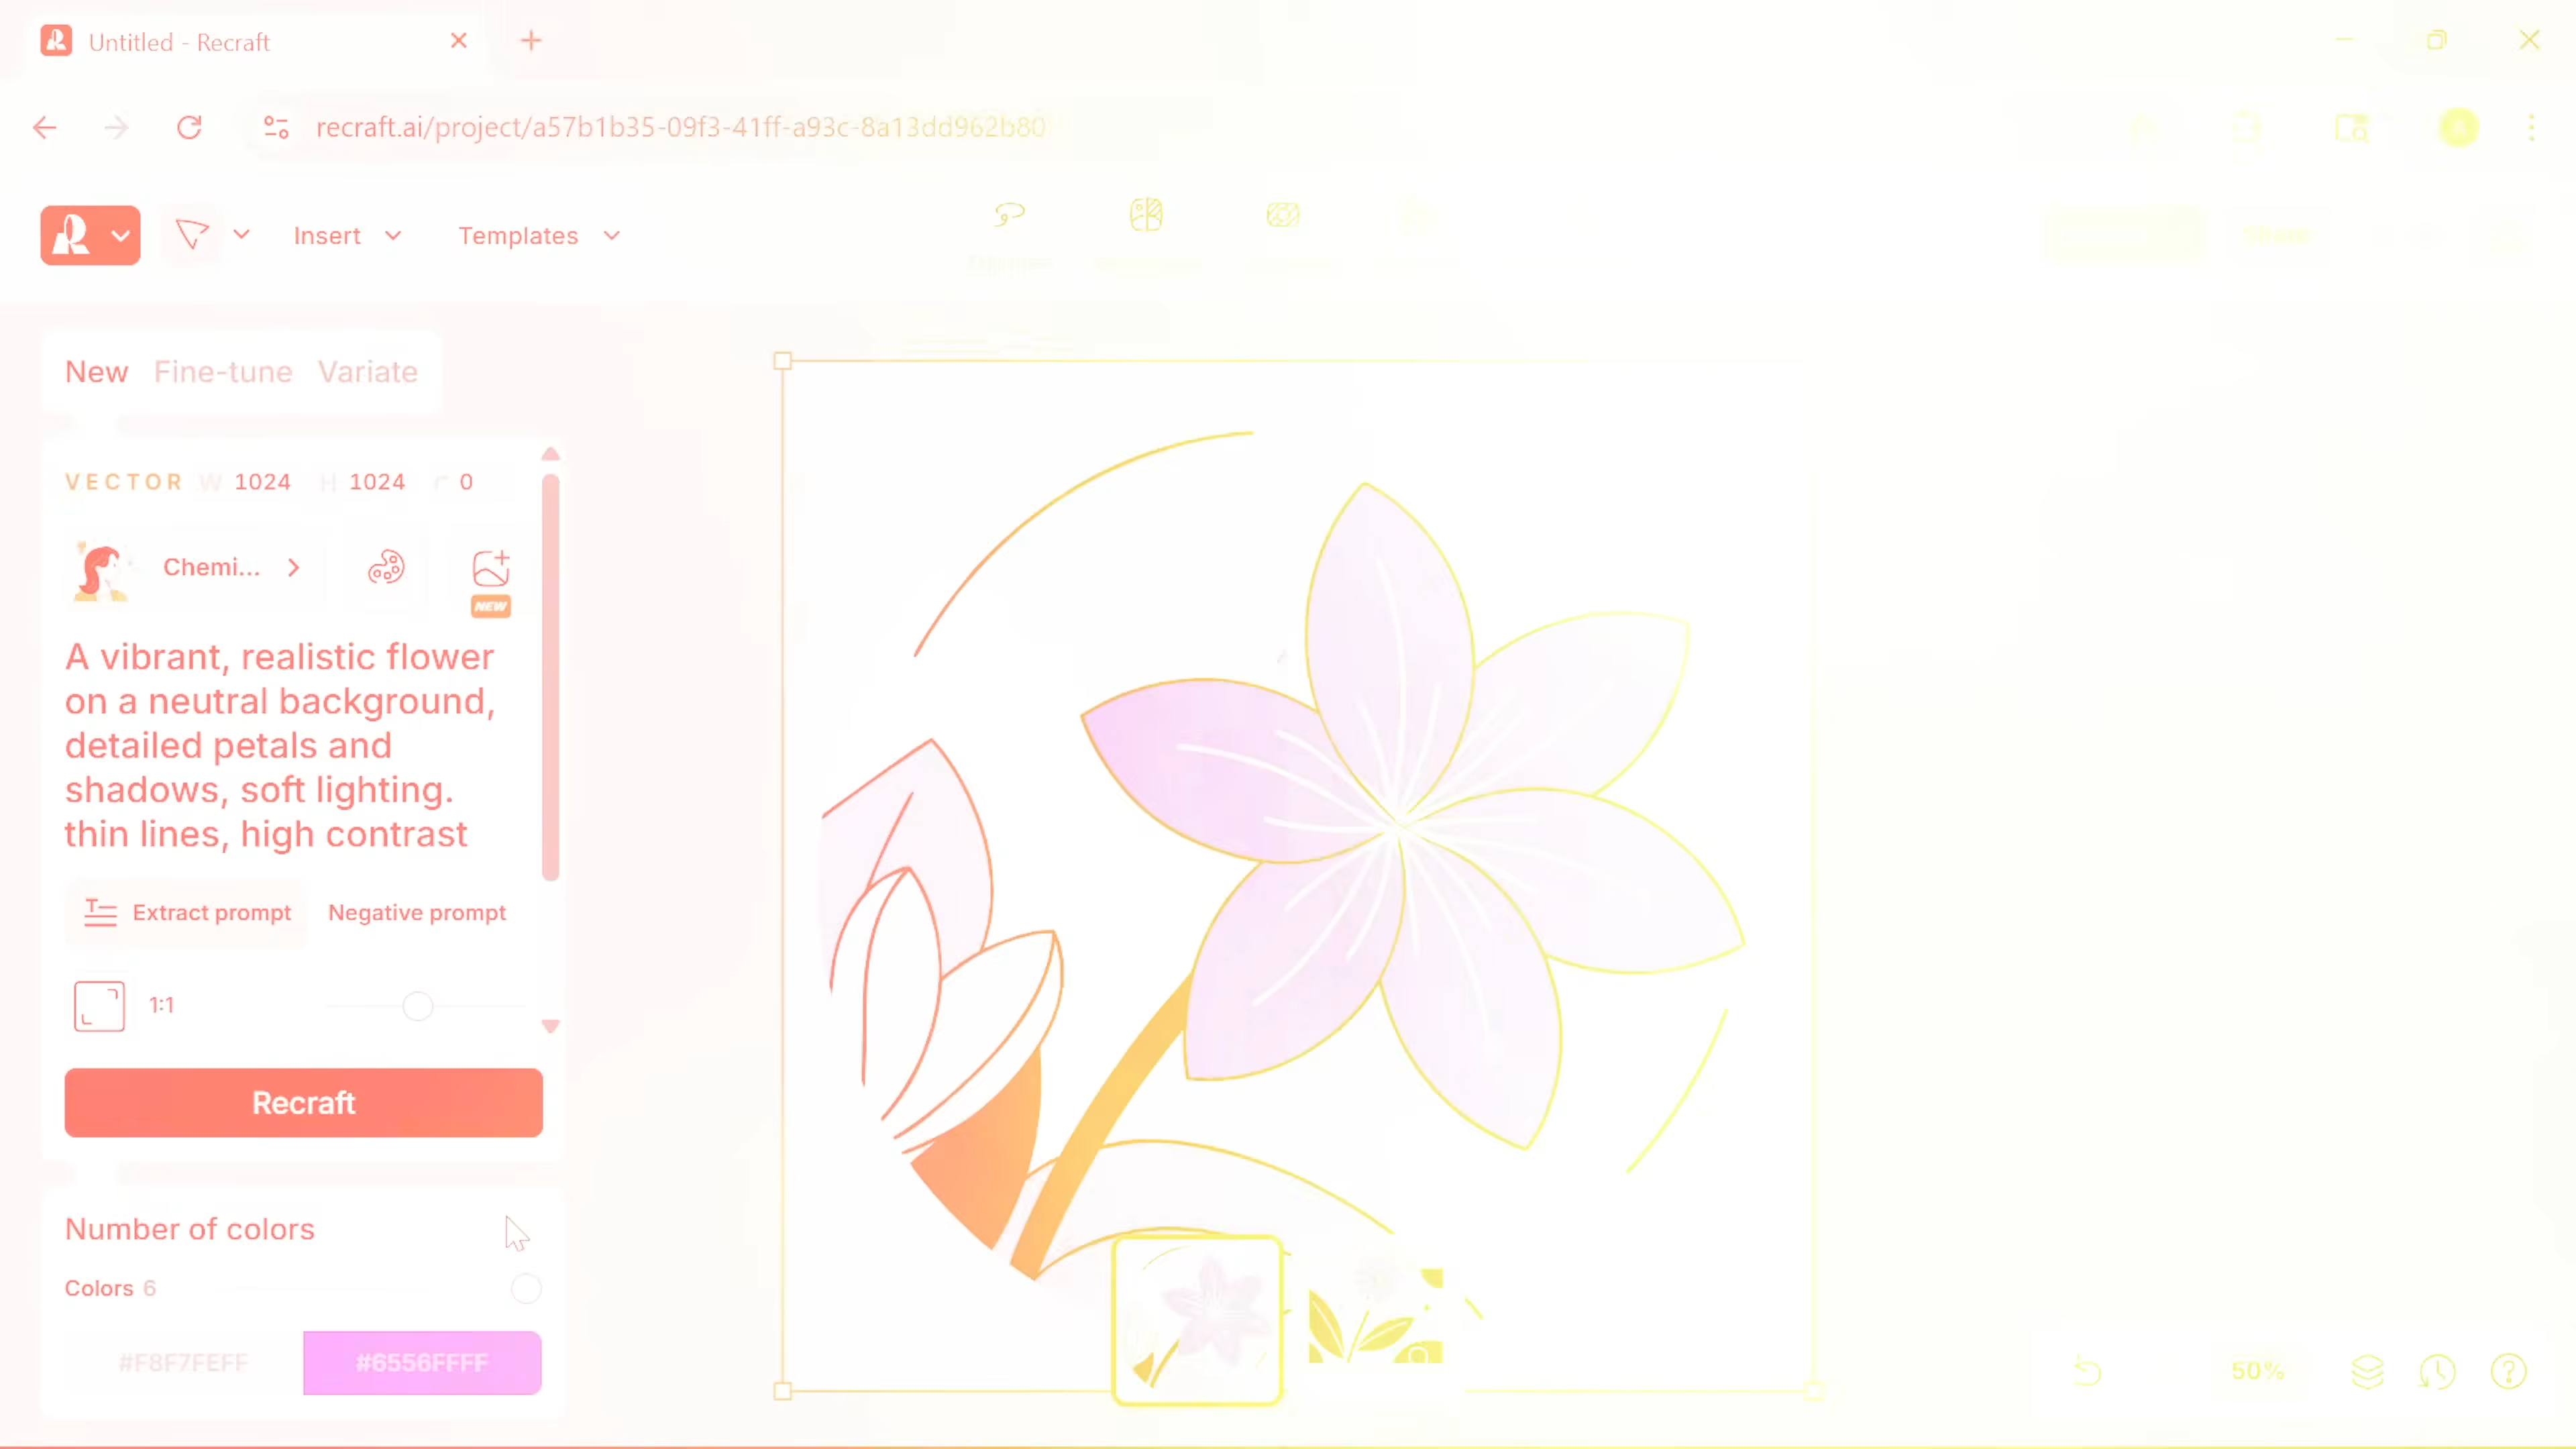 Untitled - Recraft
recraft.ai/project/a57b1b35-09f3-41ff-a93c-8a13dd962b80
Insert
Templates
New Fine-tune Variate
VECTOR W 1024 H 1024 r 0
Chemi...
NEW
A vibrant, realistic flower
on a neutral background,
detailed petals and
shadows, soft lighting.
thin lines, high contrast
Extract prompt Negative prompt
1:1
Recraft
Number of colors
Colors 6
#F8F7FEFF #6556FFFF
50%